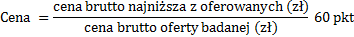 Cena = cena brutto najniższa z oferowanych (zł) / cena brutto oferty badanej (zł) 60 pkt